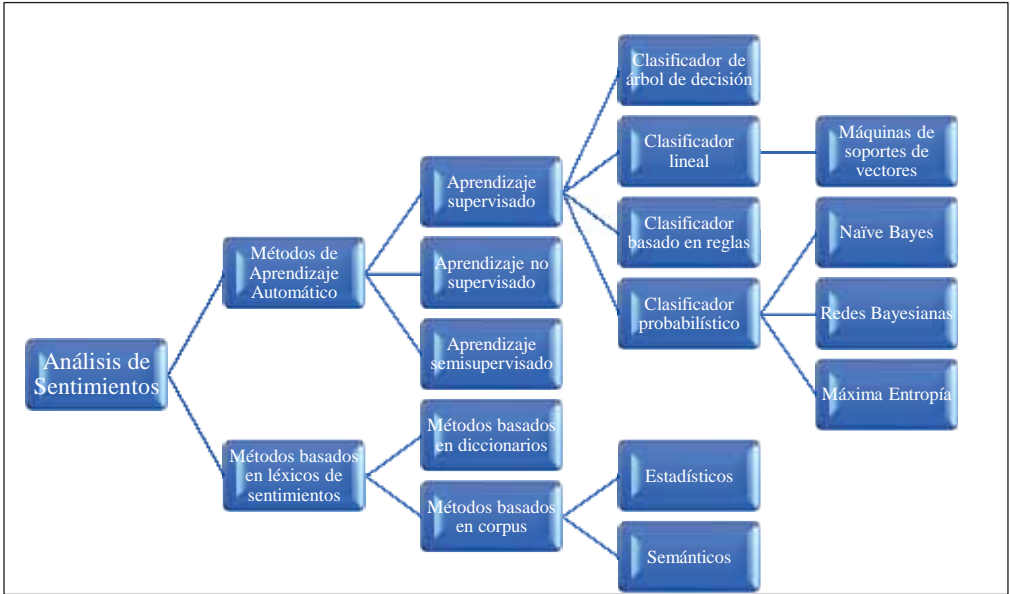 Análisis de
Sentimientos
Métodos de
Aprendizaje
Automático
Métodos basados
en léxicos de
sentimientos
Aprendizaje
supervisado
Aprendizaje no
supervisado
Aprendizaje
semisupervisado
Métodos basados
en diccionarios
Métodos basados
en corpus
Clasificador de
árbol de decisión
Clasificador
lineal
Clasificador
basado en reglas
Clasificador
probabilístico
Estadísticos
Semánticos
Máquinas de
soportes de
vectores
Naïve Bayes
Redes Bayesianas
Máxima Entropía